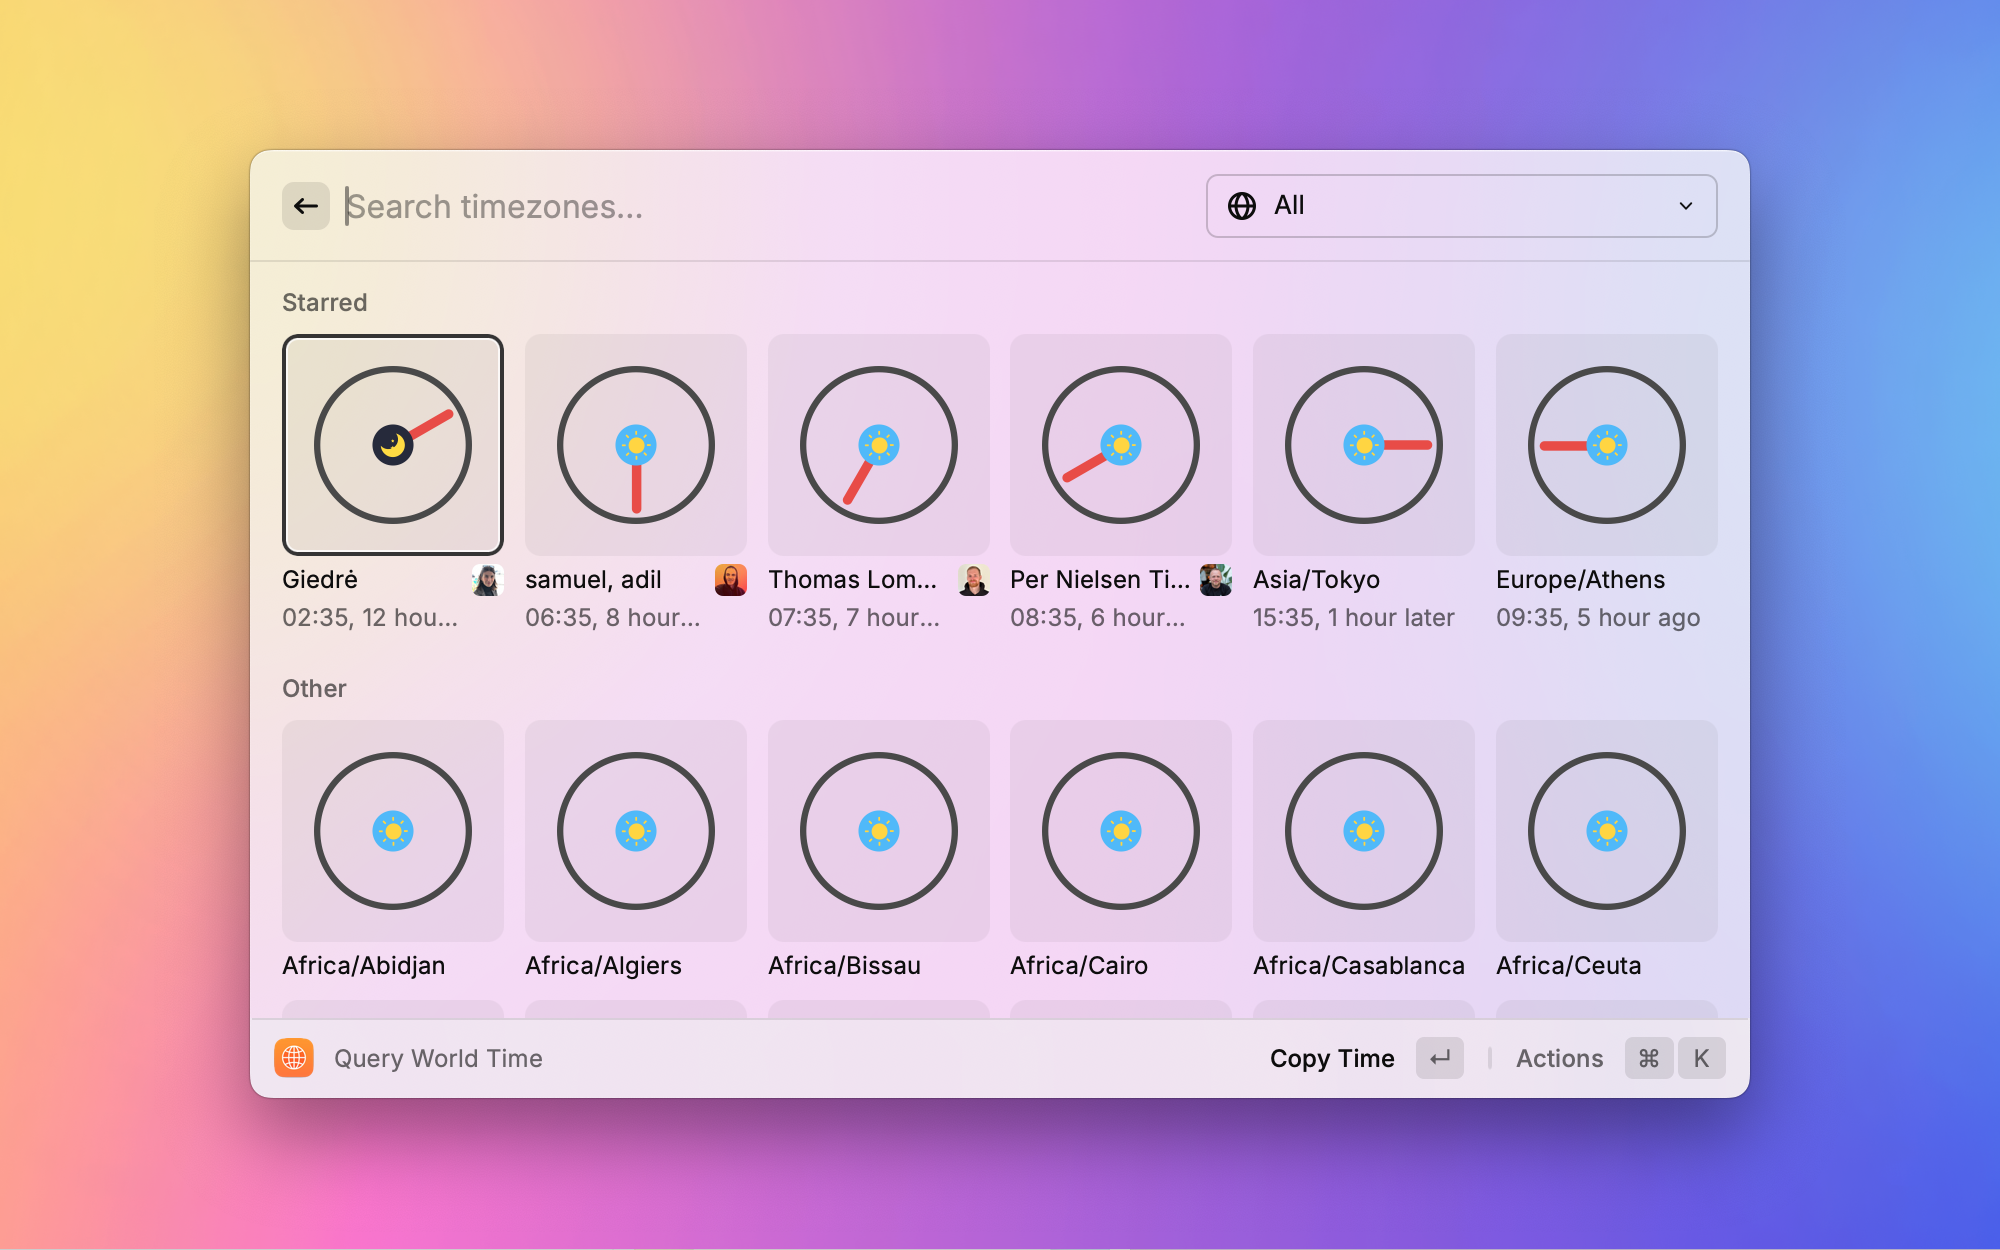 Search timezones...
All
Starred
Giedrė
02:35, 12 hou...
samuel, adil
06:35, 8 hour...
Thomas Lom...
07:35, 7 hour...
Per Nielsen Ti...
08:35, 6 hour...
Asia/Tokyo
15:35, 1 hour later
Europe/Athens
09:35, 5 hour ago
Other
Africa/Abidjan
Africa/Algiers
Africa/Bissau
Africa/Cairo
Africa/Casablanca
Africa/Ceuta
Query World Time
Copy Time
Actions
⌘ K